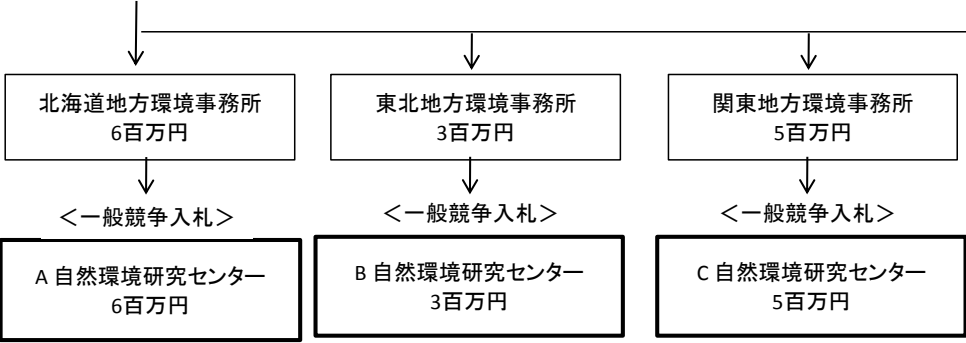 北海道地方環境事務所
6百万円
東北地方環境事務所
3百万円
関東地方環境事務所
5百万円
＜一般競争入札＞
＜一般競争入札＞
＜一般競争入札＞
A 自然環境研究センター
6百万円
B 自然環境研究センター
3百万円
C 自然環境研究センター
5百万円